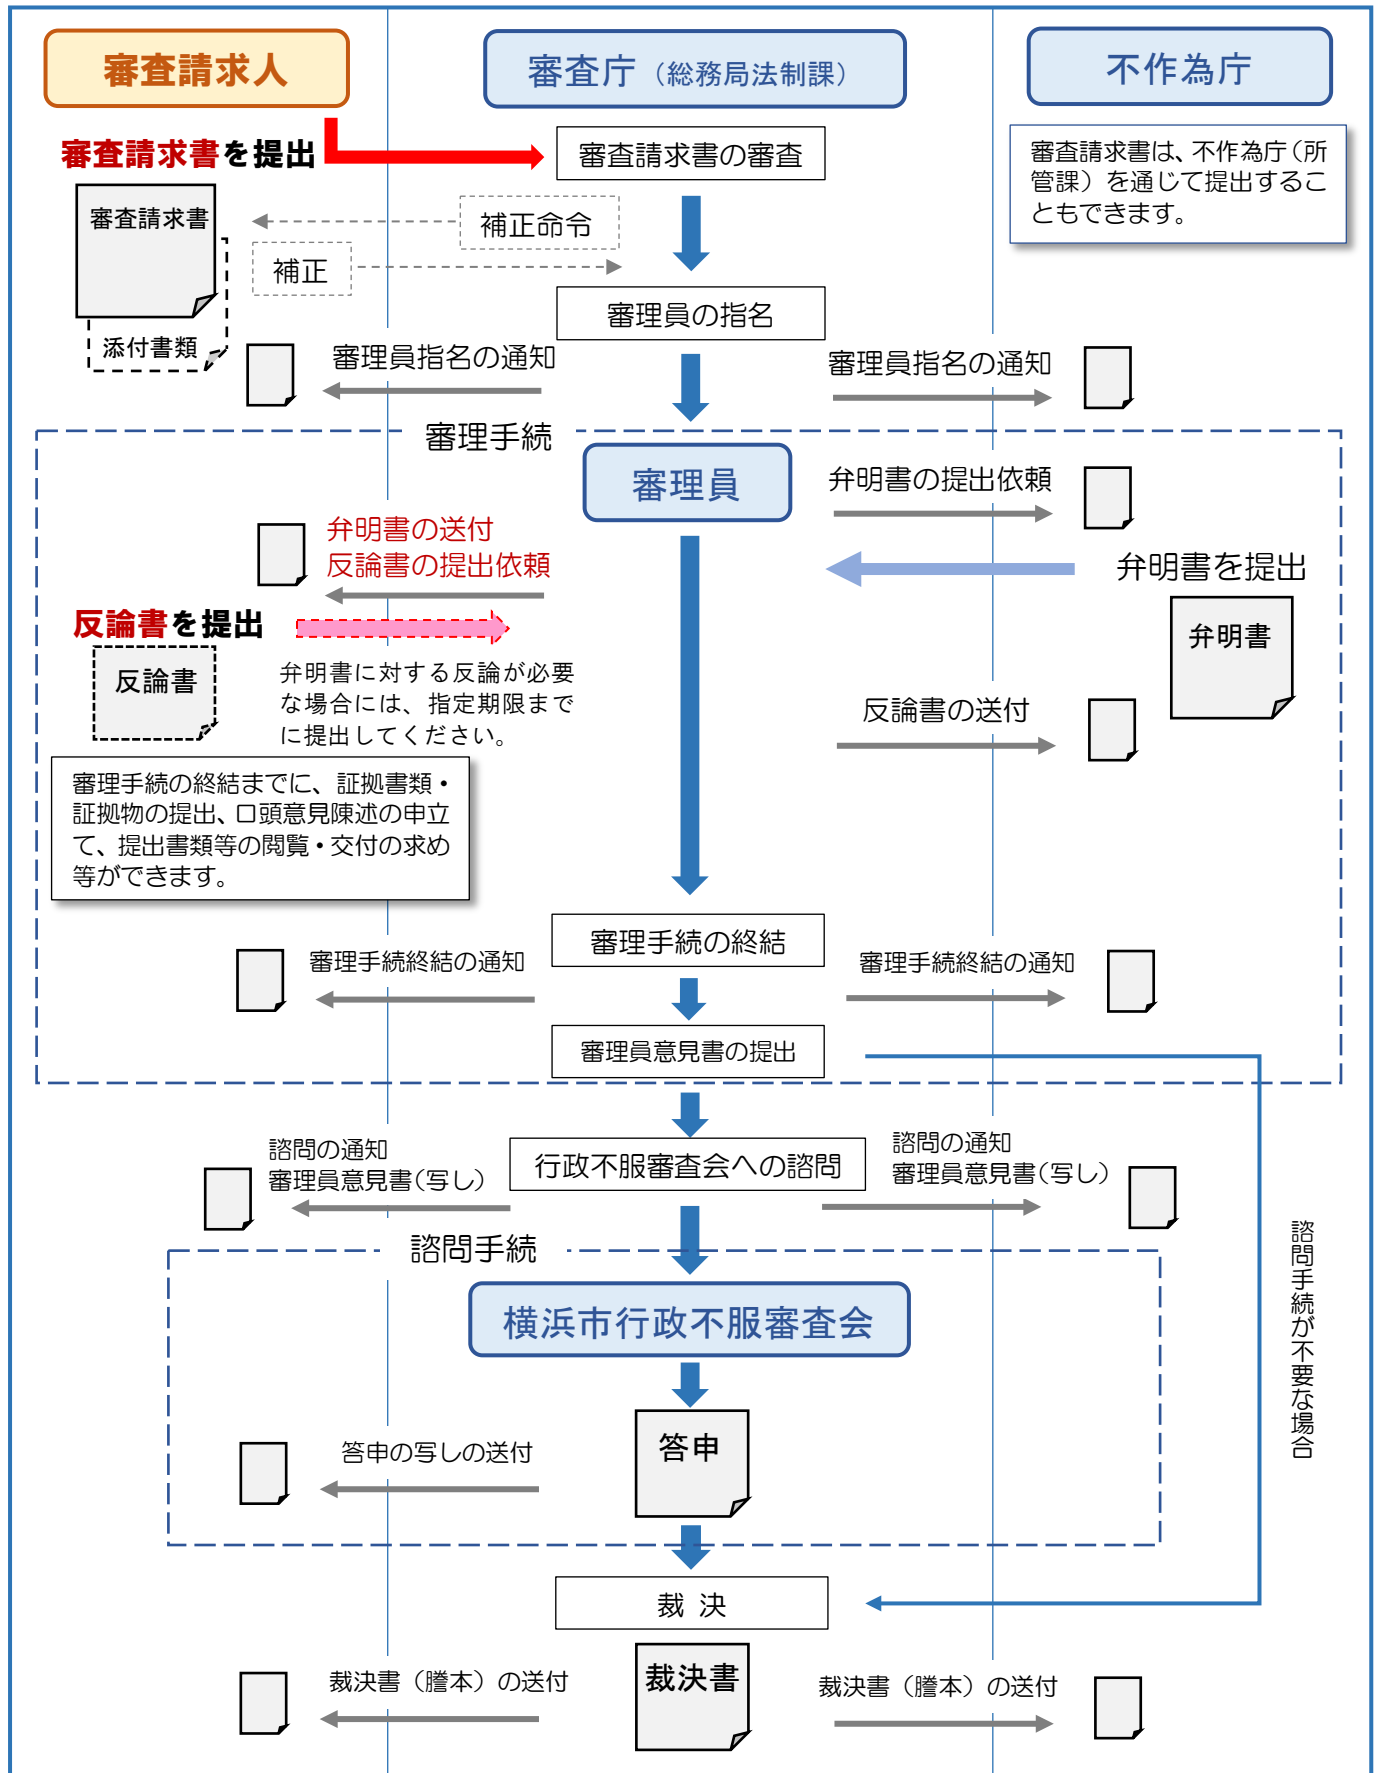 審査請求人
審査庁（総務局法制課）
不作為庁
審査請求書を提出
審査請求書の審査
審査請求書は、不作為庁（所
管課）を通じて提出するこ
ともできます。
審査請求書
補正命令
補正
添付書類
審理員の指名
審理員指名の通知
審理員指名の通知
審理手続
審理員
弁明書の提出依頼
弁明書の送付
反論書の提出依頼
弁明書を提出
弁明書
反論書を提出
反論書
弁明書に対する反論が必要
な場合には、指定期限まで
に提出してください。
反論書の送付
審理手続の終結までに、証拠書類・
証拠物の提出、口頭意見陳述の申立
て、提出書類等の閲覧・交付の求め
等ができます。
審理手続の終結
審理手続終結の通知
審理手続終結の通知
審理員意見書の提出
行政不服審査会への諮問
諮問の通知
審理員意見書（写し）
諮問の通知
審理員意見書（写し）
諮問手続が不要な場合
諮問手続
横浜市行政不服審査会
答申
答申の写しの送付
裁 決
裁決書
裁決書（謄本）の送付
裁決書（謄本）の送付